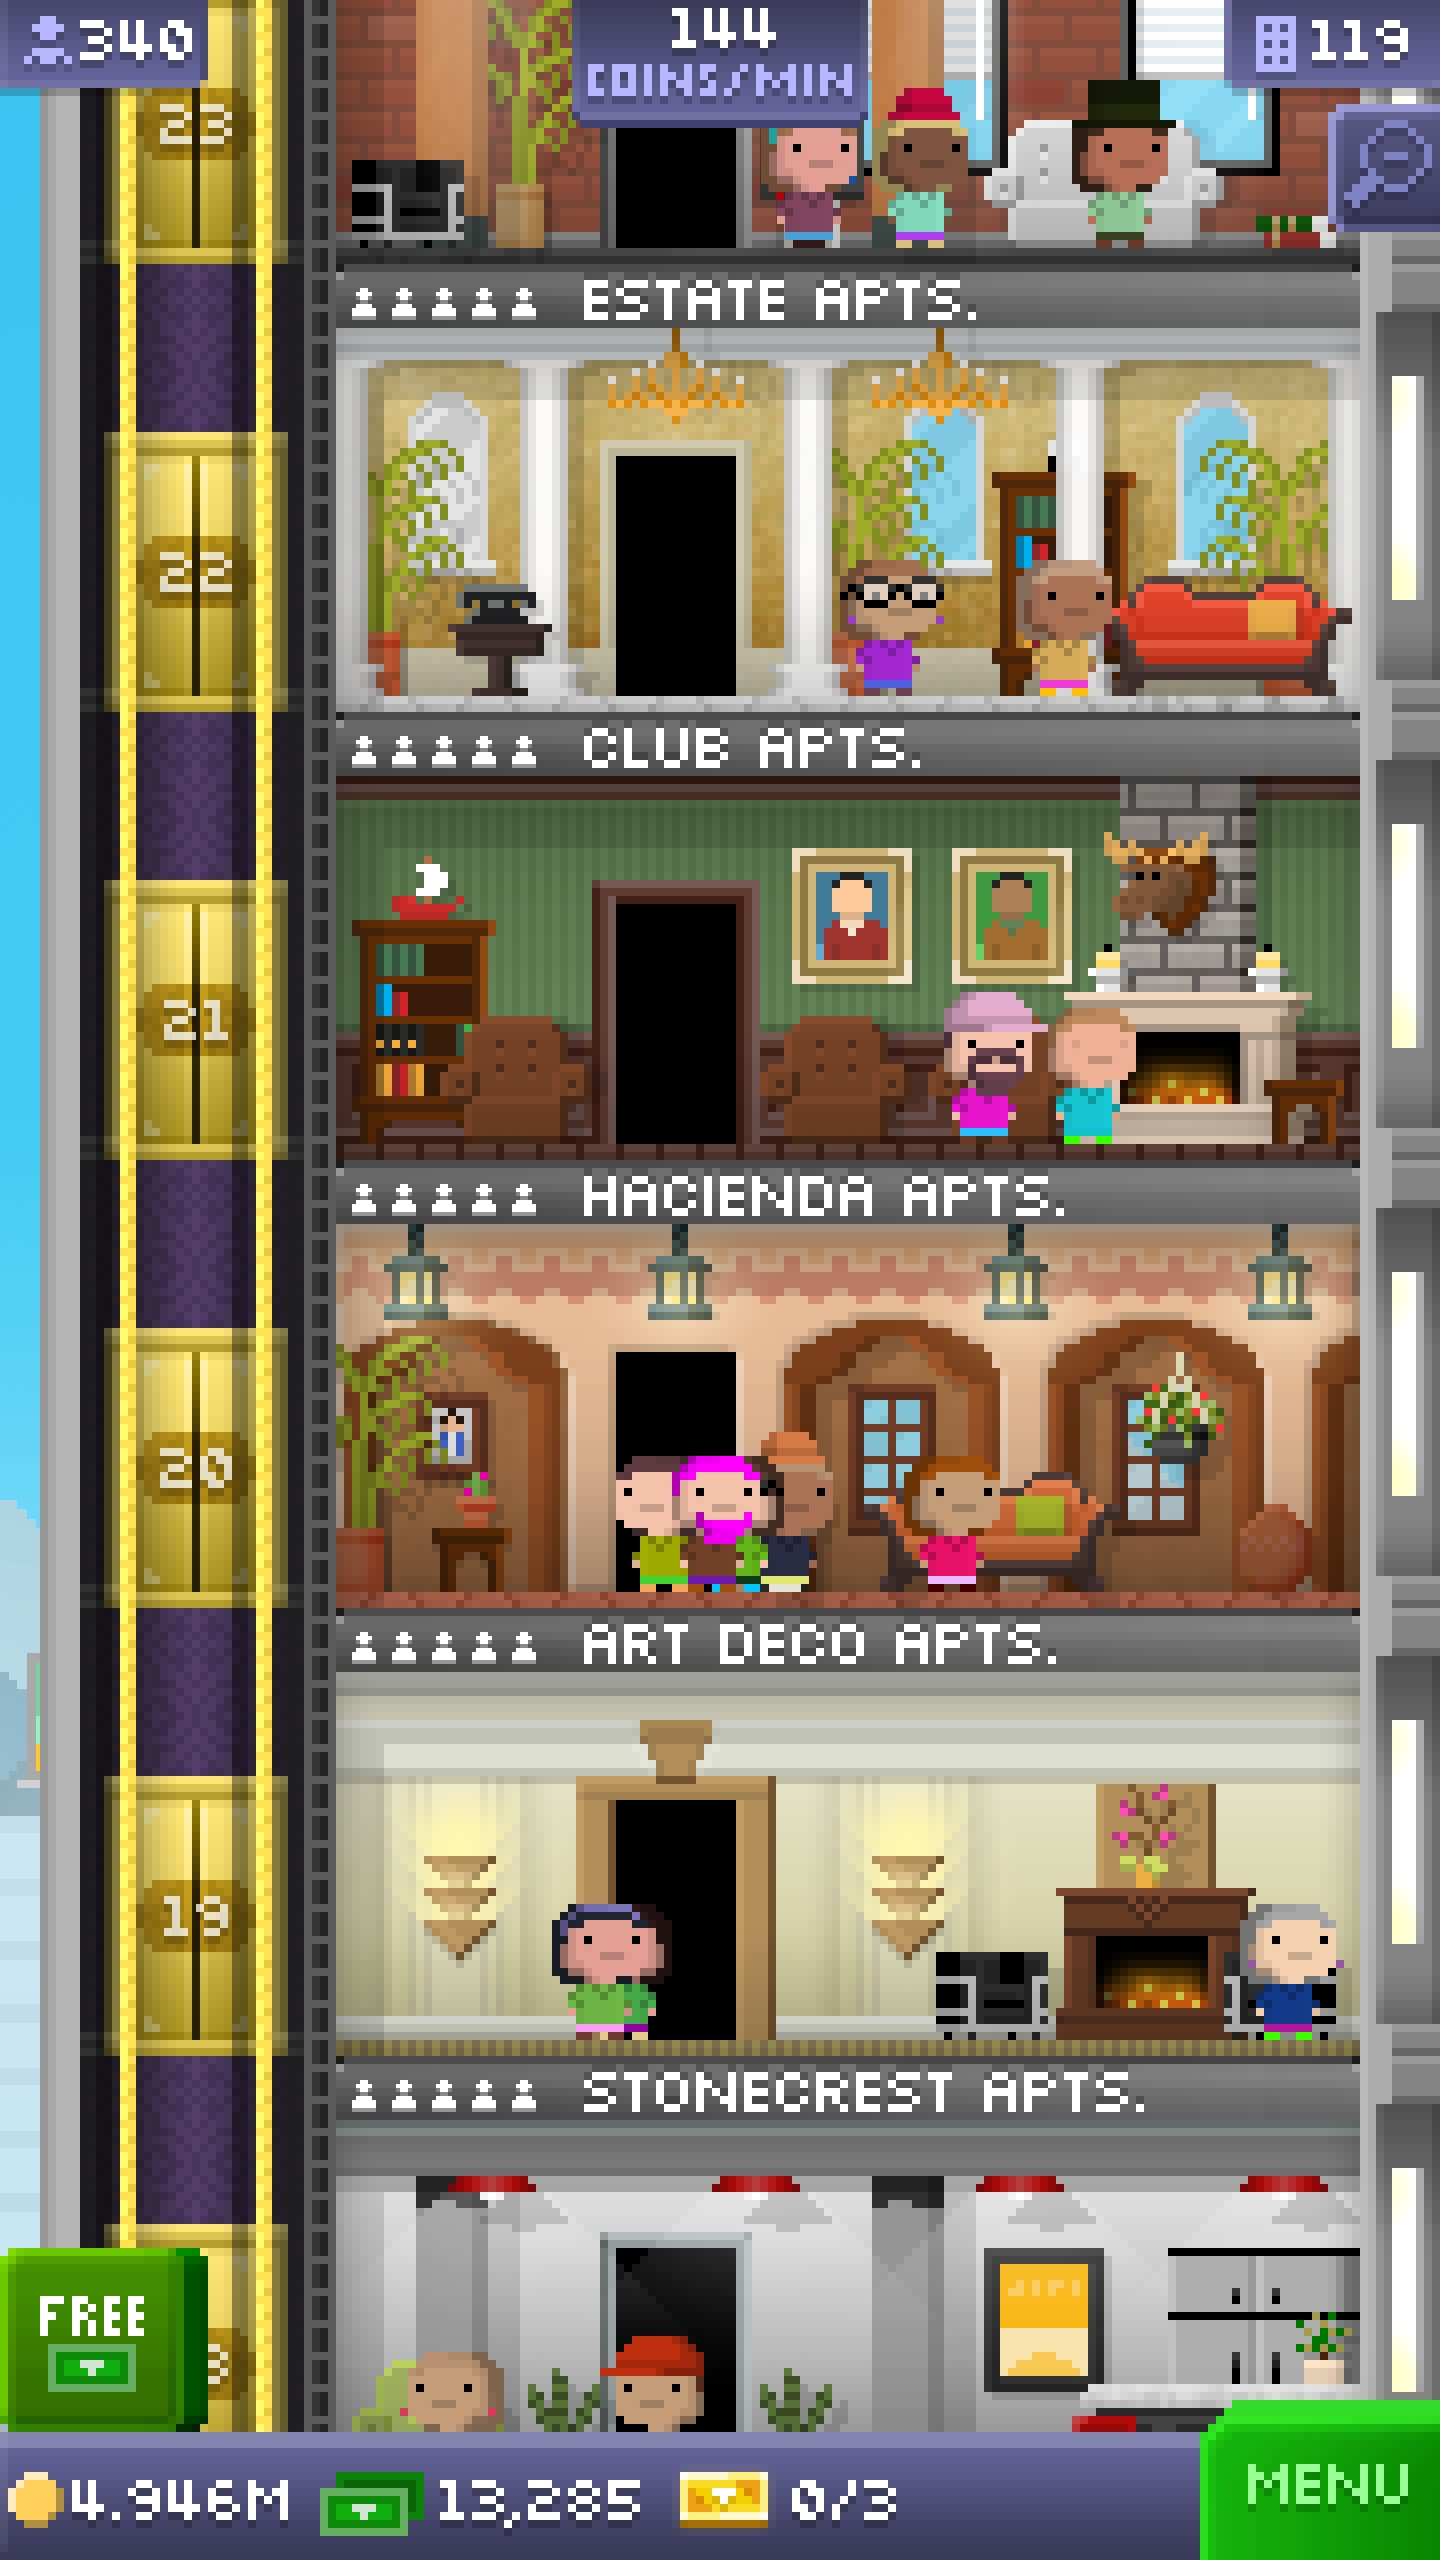 340
144
COINS/MIN
119
23
ESTATE APTS.
22
CLUB APTS.
21
HACIENDA APTS.
20
ART DECO APTS.
19
STONECREST APTS.
FREE
4.946M
13,285
0/3
MENU